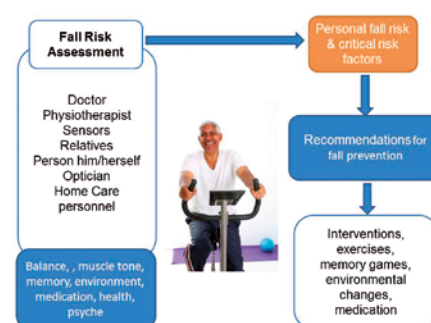 Fall Risk
Assessment
Doctor
Physiotherapist
Sensors
Relatives
Person him/herself
Optician
Home Care
personnel
Balance, , muscle tone,
memory, environment,
medication, health,
psyche
Personal fall risk
& critical risk
factors
Recommendations for
fall prevention
Interventions,
exercises,
memory games,
environmental
changes,
medication